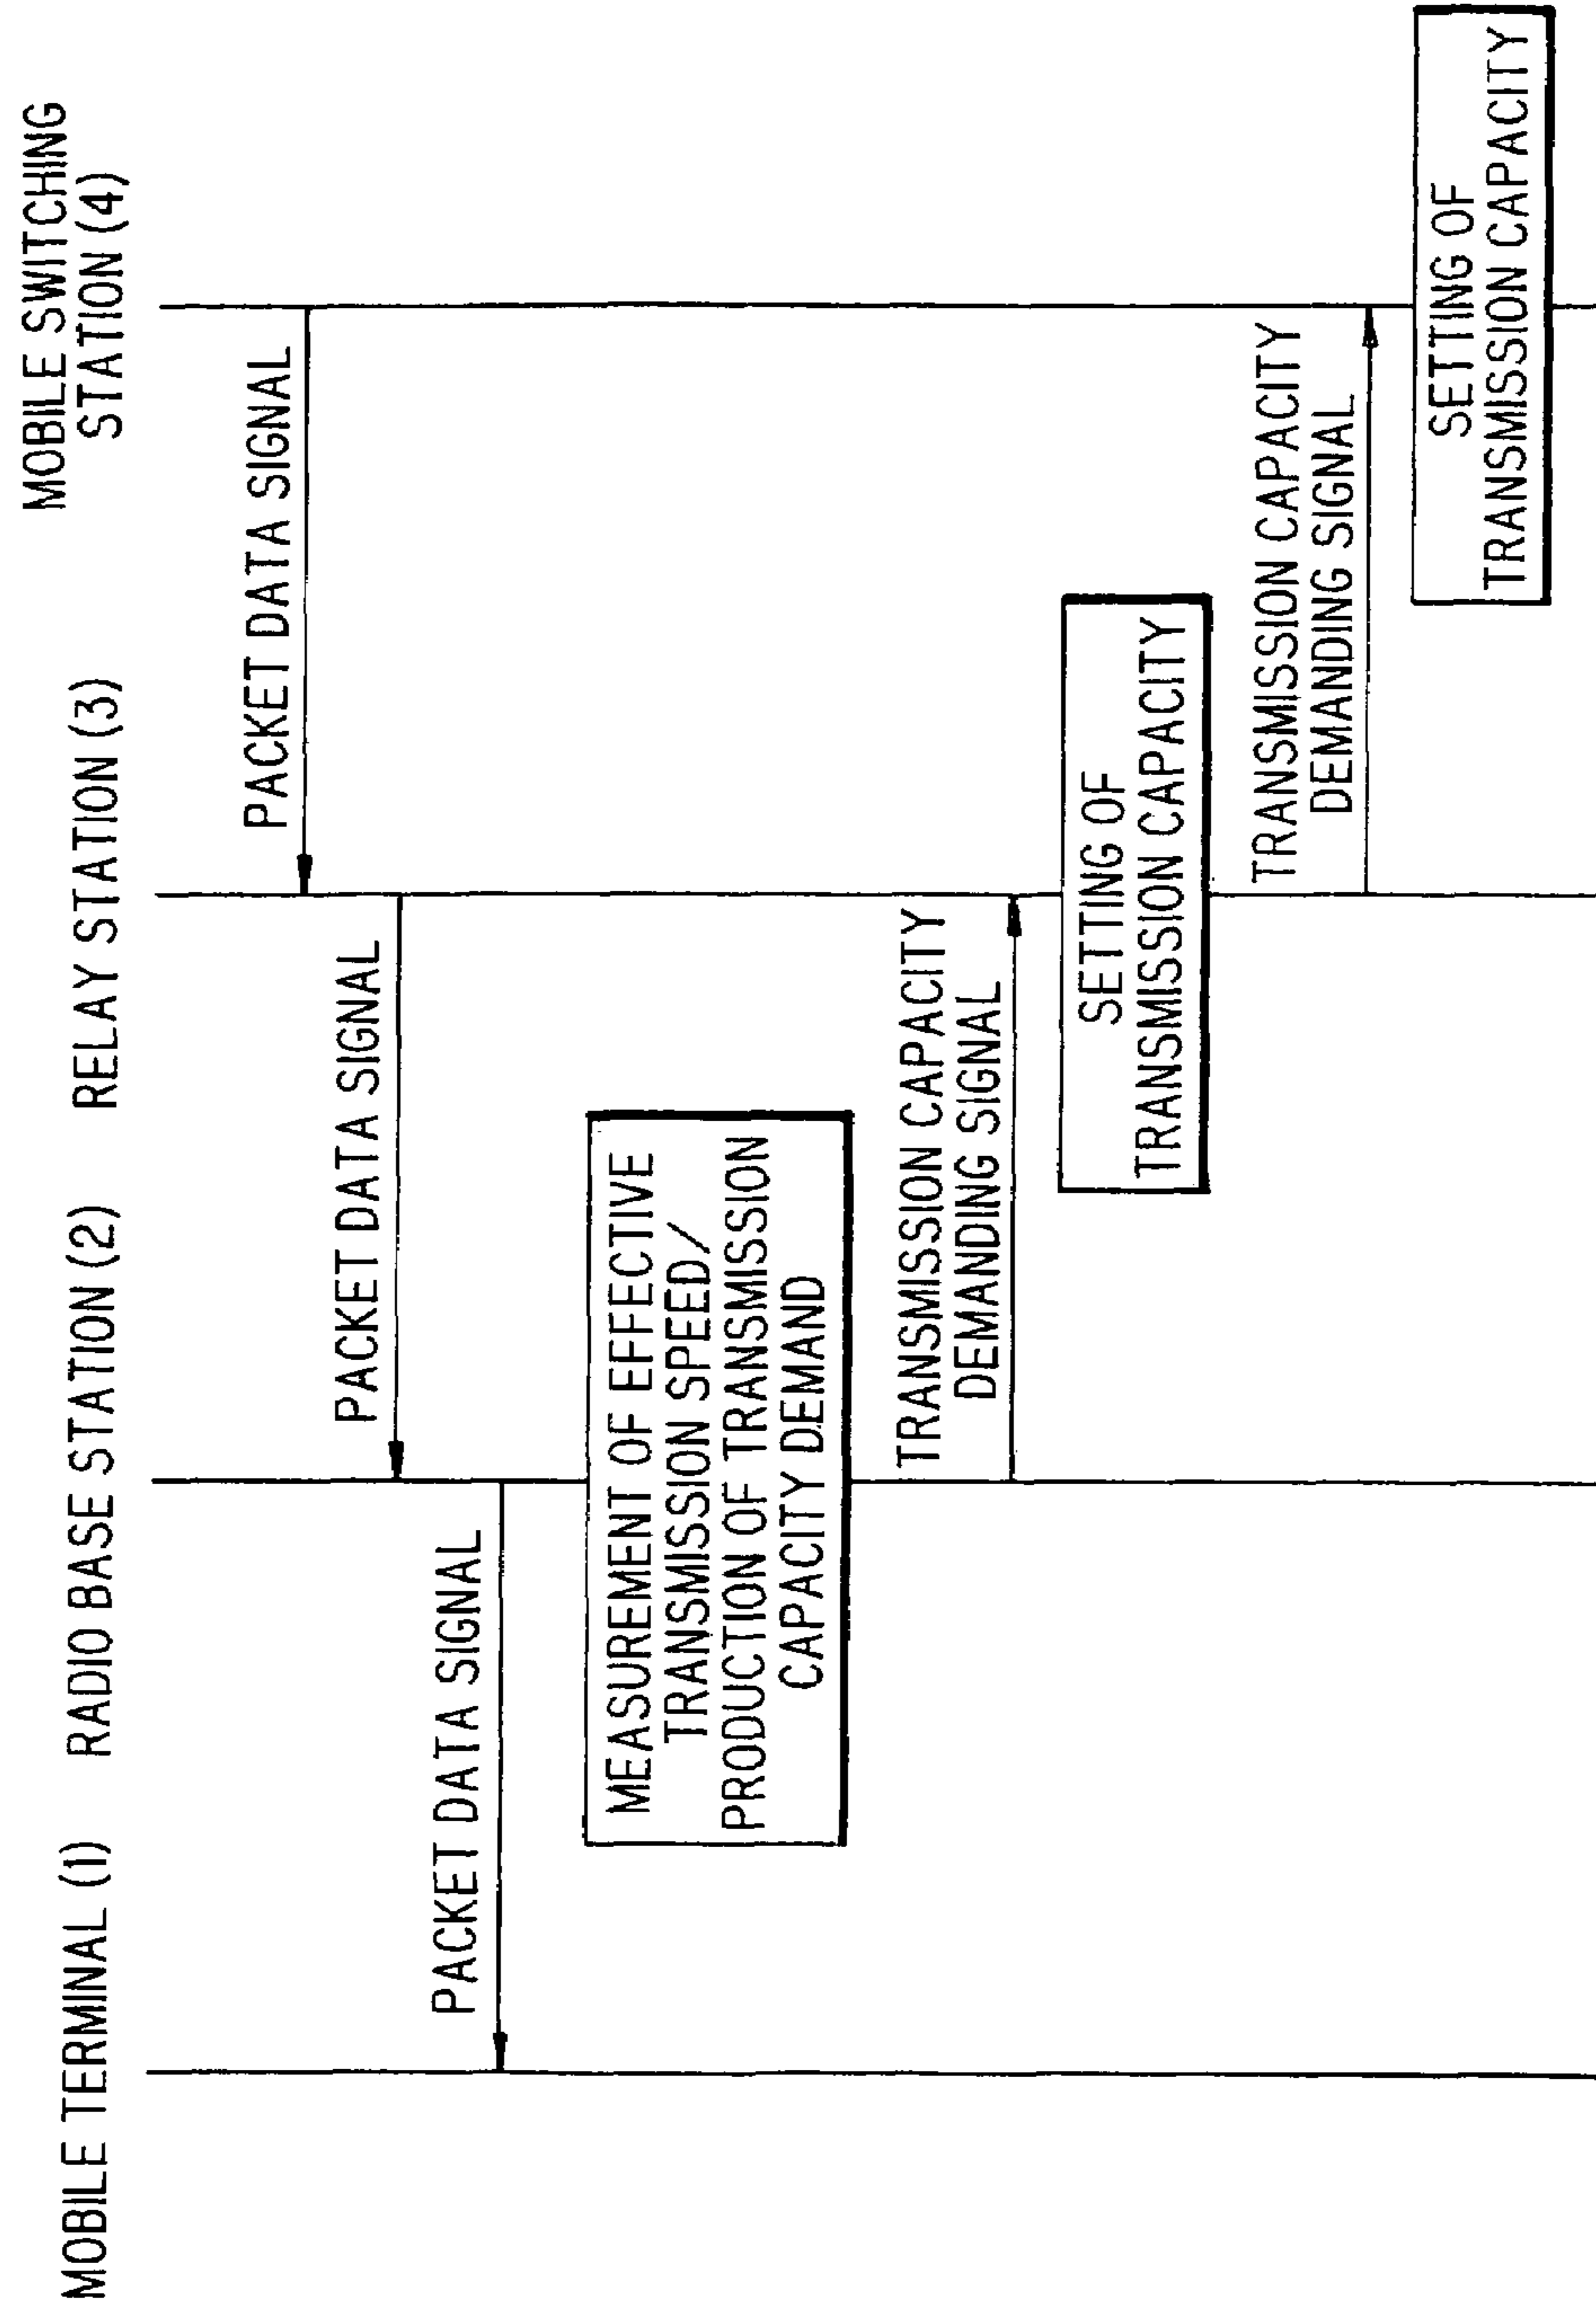 MOBILE TERMINAL (1)
RADIO BASE STATION (2)
RELAY STATION (3)
MOBILE SWITCHING
STATION (4)
PACKET DATA SIGNAL
PACKET DATA SIGNAL
PACKET DATA SIGNAL
MEASUREMENT OF EFFECTIVE
TRANSMISSION SPEED/
PRODUCTION OF TRANSMISSION
CAPACITY DEMAND
TRANSMISSION CAPACITY
DEMANDING SIGNAL
SETTING OF
TRANSMISSION CAPACITY
TRANSMISSION CAPACITY
DEMANDING SIGNAL
SETTING OF
TRANSMISSION CAPACITY